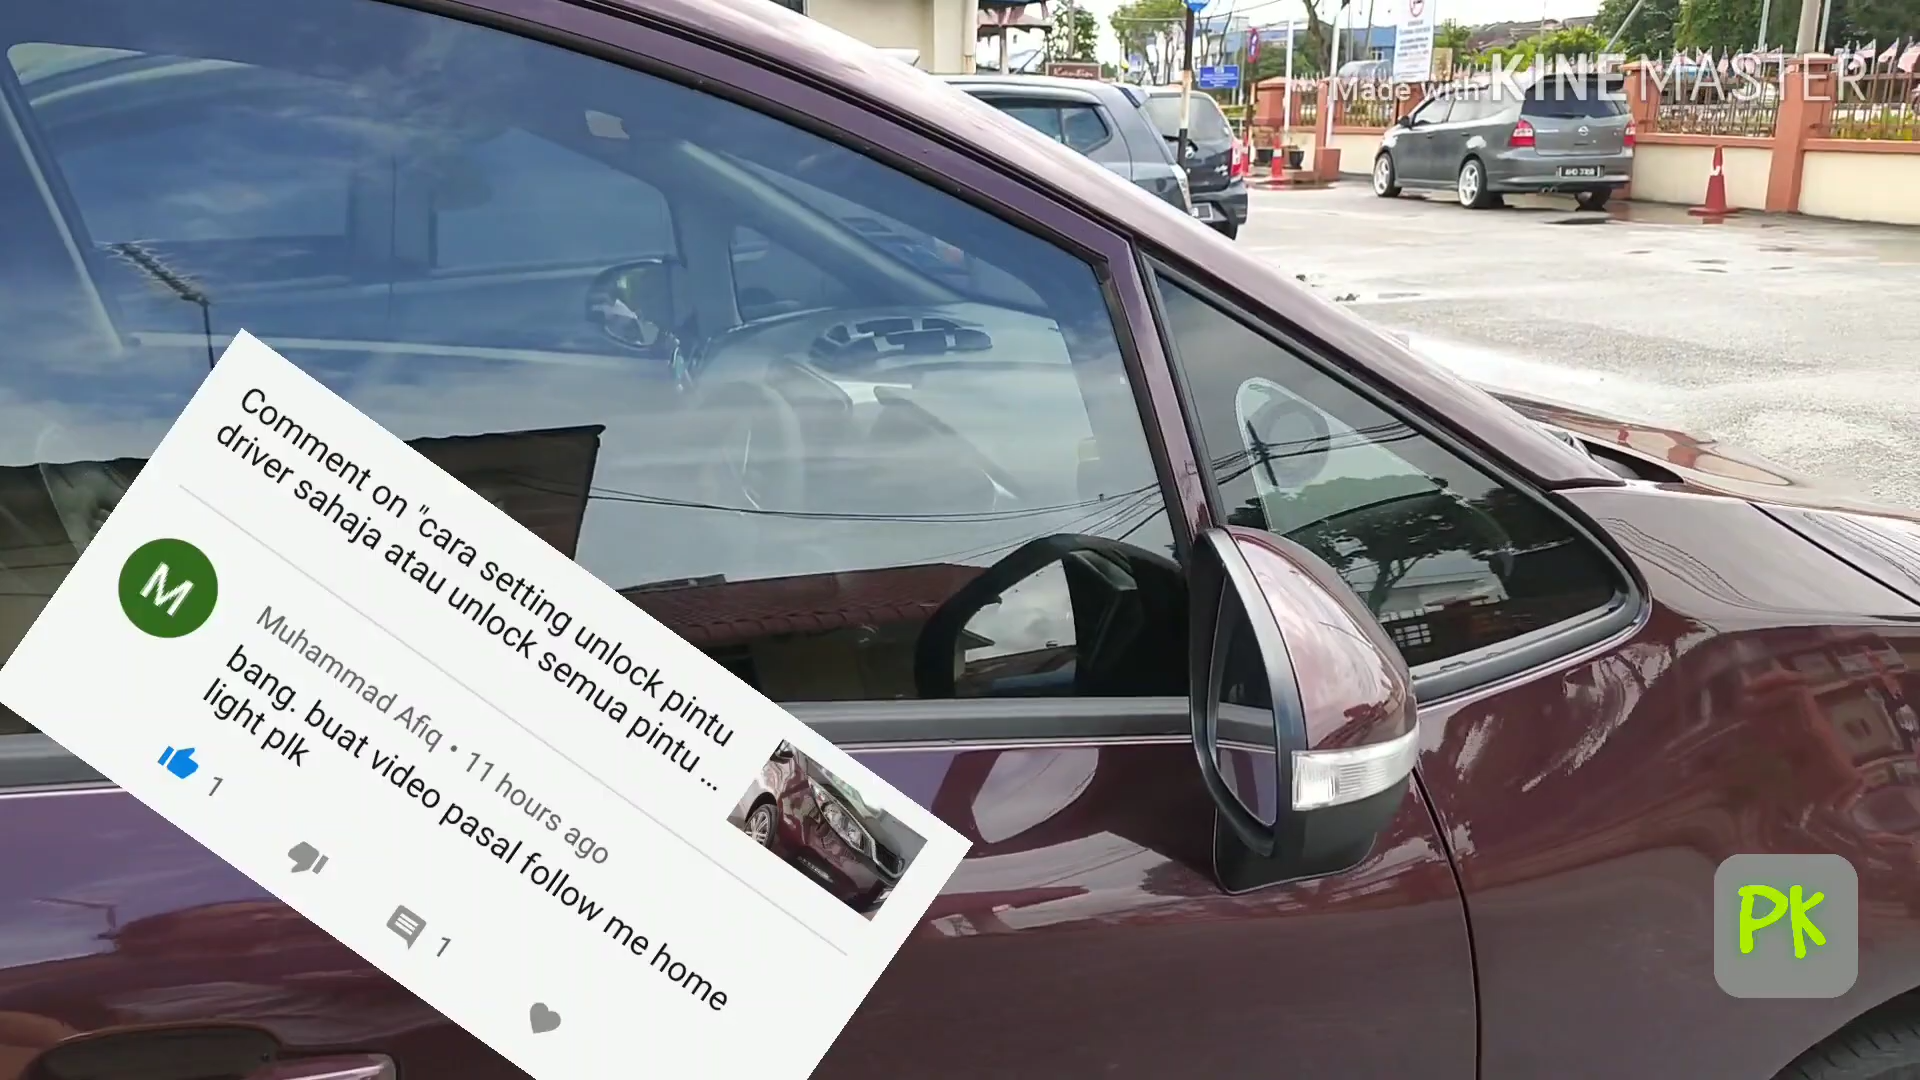 Made with KINEMASTER
Comment on "cara setting unlock pintu
driver sahaja atau unlock semua pintu ...
Muhammad Afiq • 11 hours ago
M
bang. buat video pasal follow me home
light plk
1
1
PK